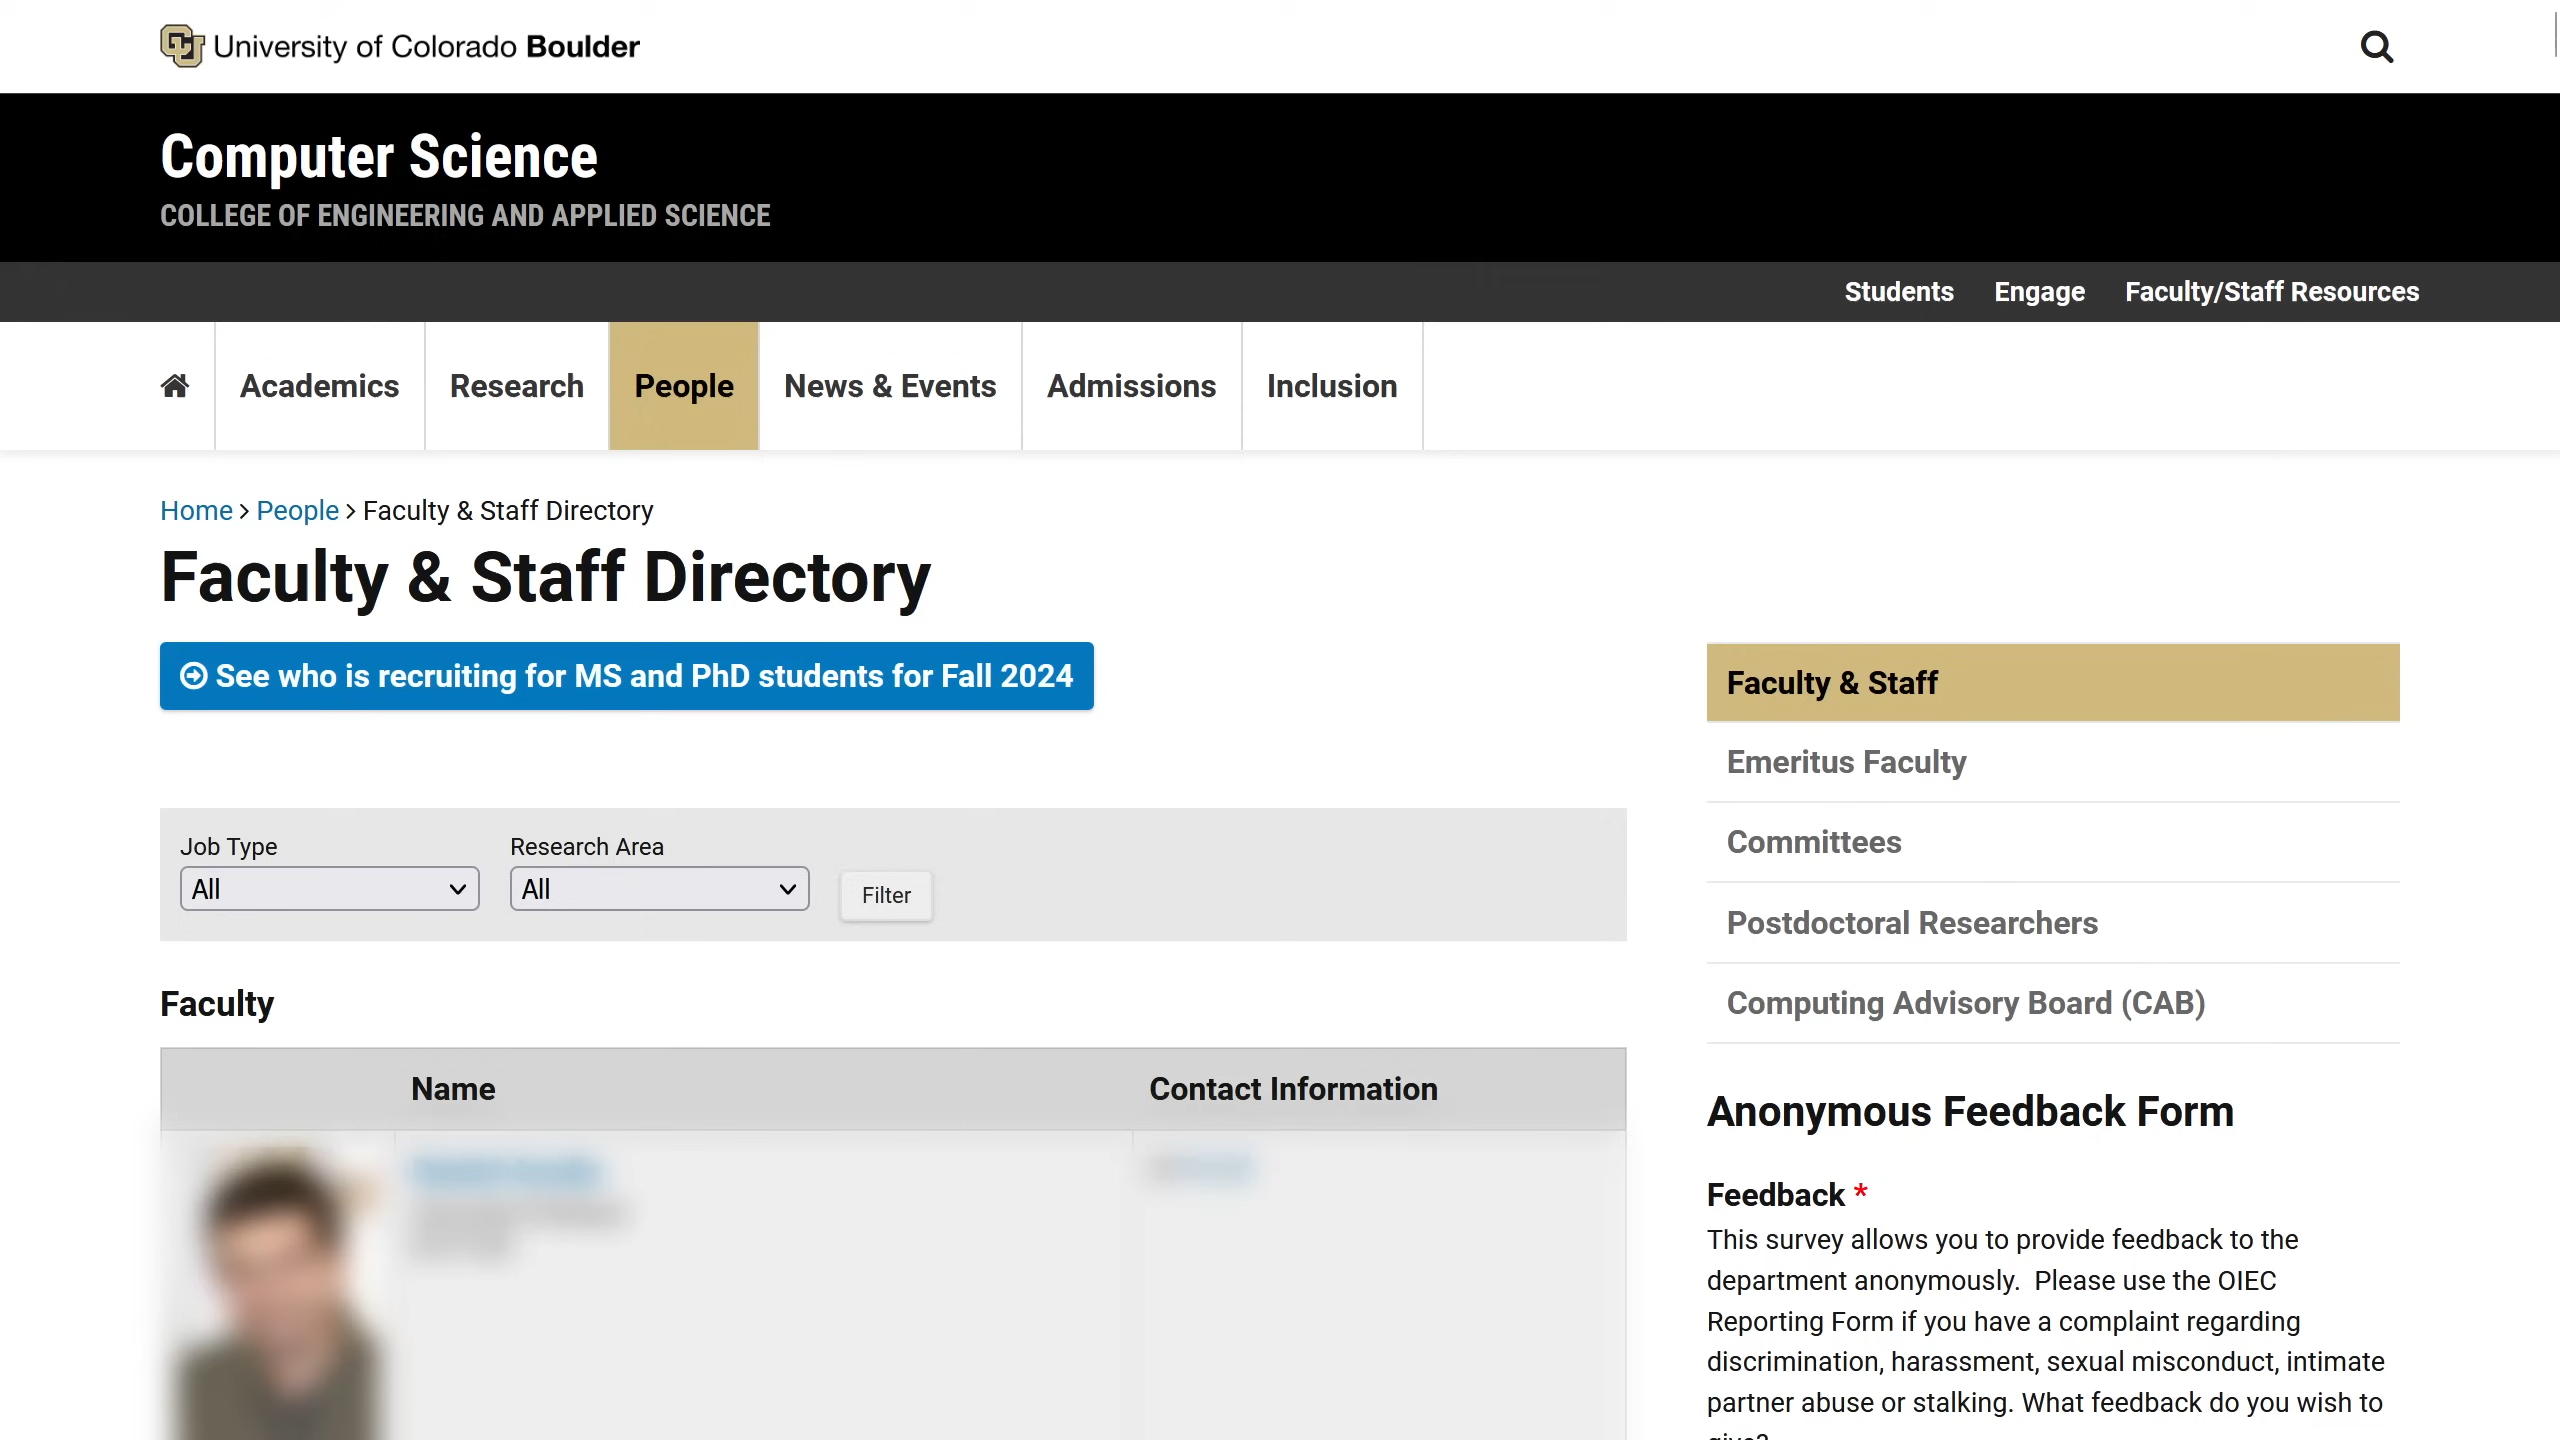 University of Colorado Boulder
Computer Science
COLLEGE OF ENGINEERING AND APPLIED SCIENCE
Students Engage Faculty/Staff Resources
Academics Research People News & Events Admissions Inclusion
Home > People > Faculty & Staff Directory
Faculty & Staff Directory
See who is recruiting for MS and PhD students for Fall 2024
Job Type Research Area
All All Filter
Faculty
Name Contact Information
Faculty & Staff
Emeritus Faculty
Committees
Postdoctoral Researchers
Computing Advisory Board (CAB)
Anonymous Feedback Form
Feedback *
This survey allows you to provide feedback to the
department anonymously. Please use the OIEC
Reporting Form if you have a complaint regarding
discrimination, harassment, sexual misconduct, intimate
partner abuse or stalking. What feedback do you wish to
give?